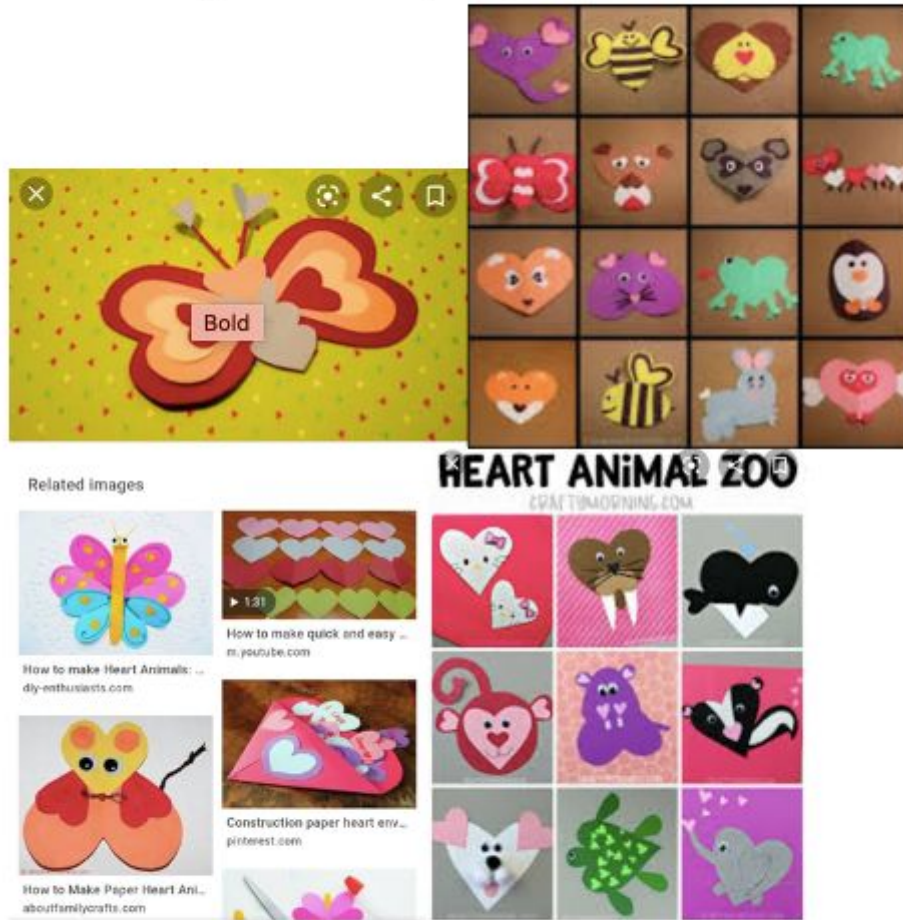 Bold
Related images
HEART ANiMAL ZOO
CRAFTYMORNING.COM
How to make Heart Animals: ...
diy-enthusiasts.com
1:31
How to make quick and easy ...
m.youtube.com
How to Make Paper Heart Ani...
aboutfamilycrafts.com
Construction paper heart env...
pinterest.com